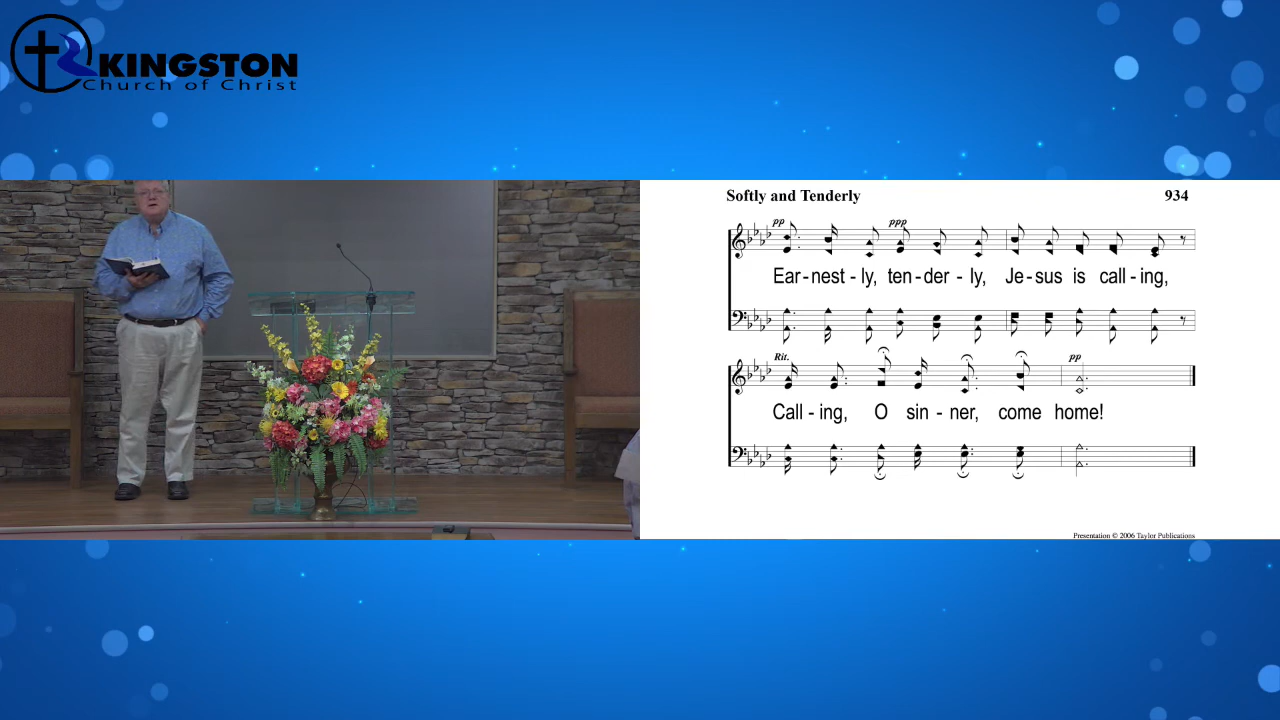 KINGSTON
Church of Christ
Softly and Tenderly 934
pp ppp
Ear-nest-ly, ten-der-ly, Je-sus is call-ing,
Rit. pp
Call-ing, O sin-ner, come home!
Presentation © 2006 Taylor Publications